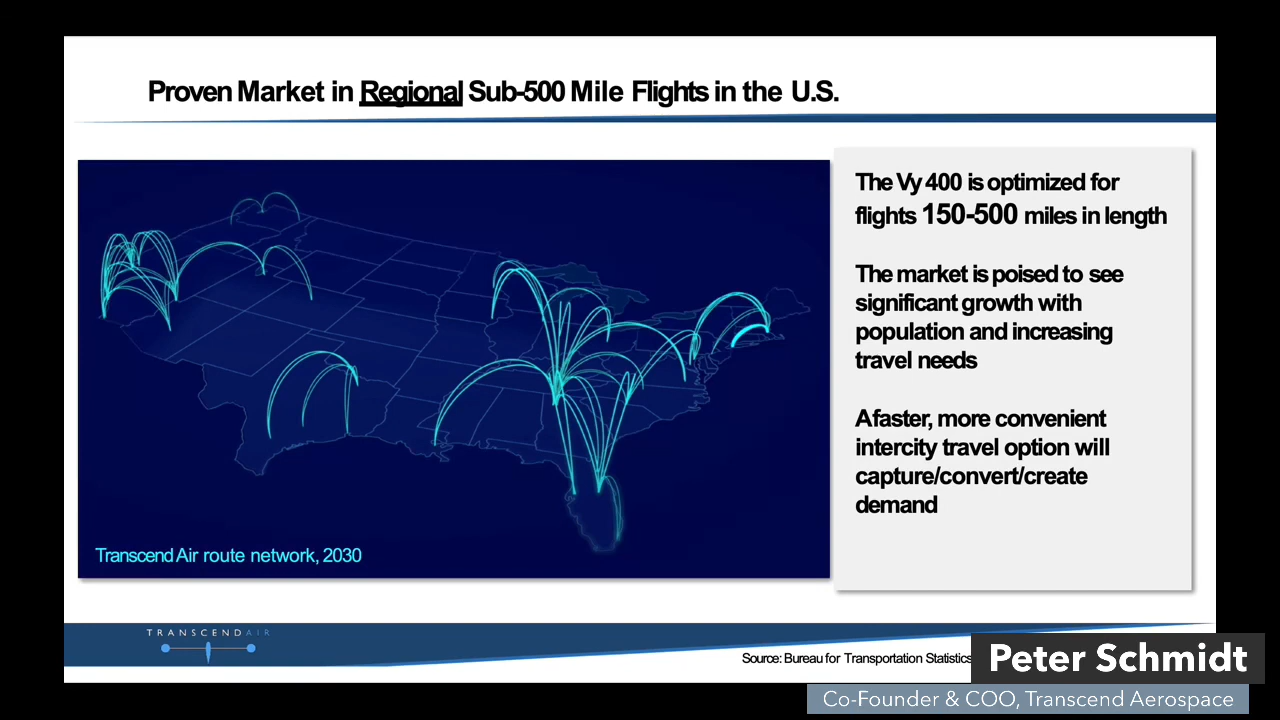 Proven Market in Regional Sub-500 Mile Flights in the U.S.
The Vy 400 is optimized for
flights 150-500 miles in length
The market is poised to see
significant growth with
population and increasing
travel needs
A faster, more convenient
intercity travel option will
capture/convert/create
demand
Transcend Air route network, 2030
TRANSCENDAIR
Source: Bureau for Transportation Statistics
Peter Schmidt
Co-Founder & COO, Transcend Aerospace